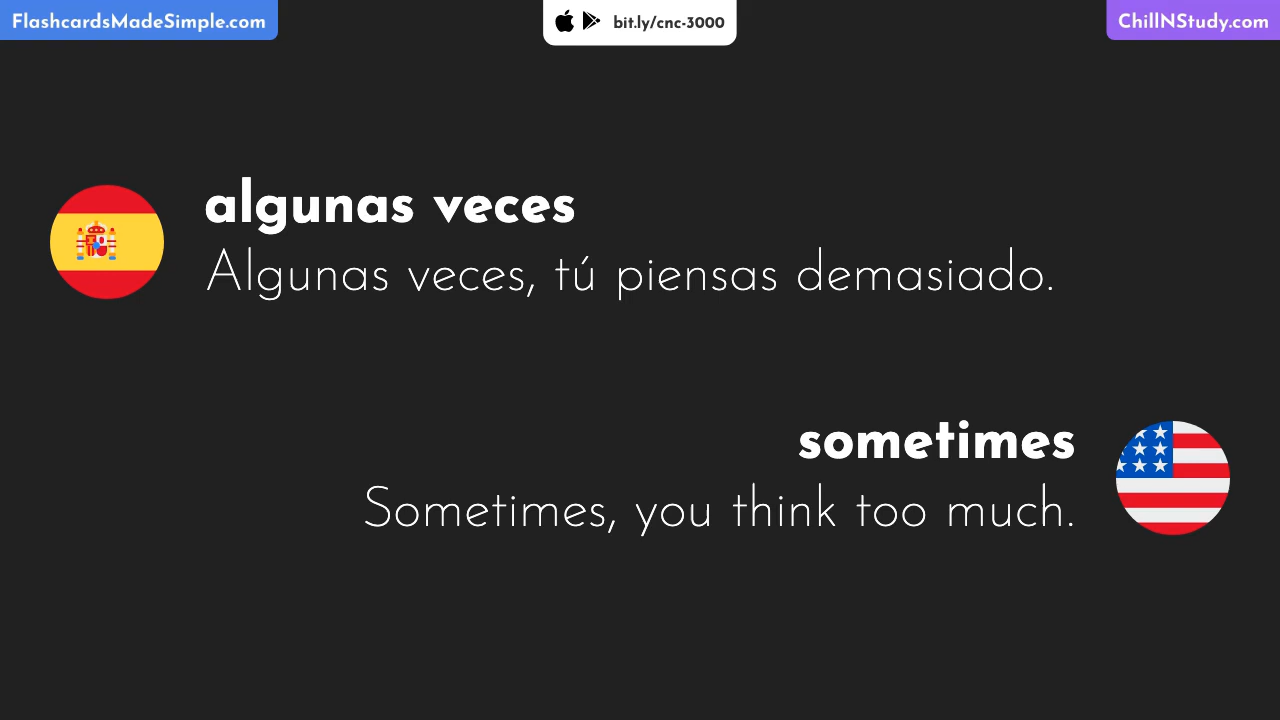 FlashcardsMadeSimple.com
bit.ly/cnc-3000
ChillNStudy.com
algunas veces
Algunas veces, tú piensas demasiado.
sometimes
Sometimes, you think too much.